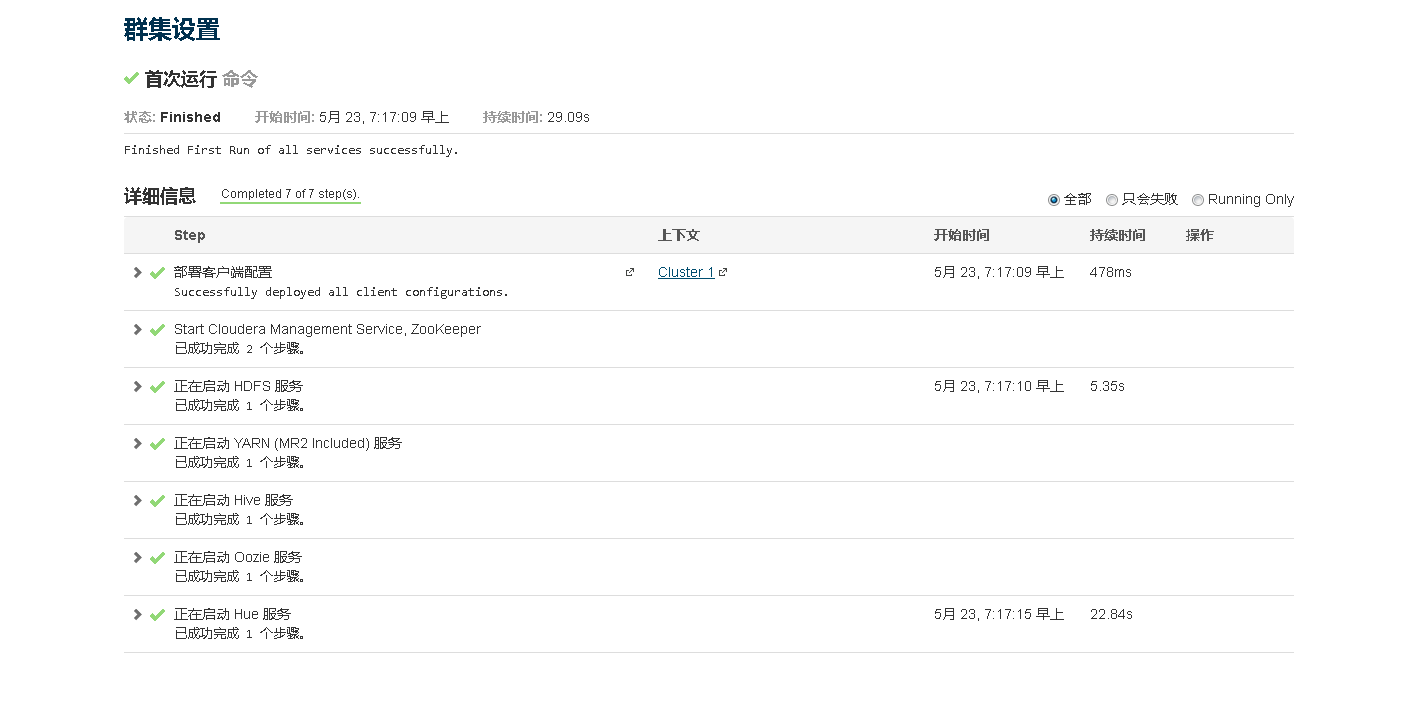 群集设置
首次运行 命令
状态: Finished 开始时间: 5月 23, 7:17:09 早上 持续时间: 29.09s
Finished First Run of all services successfully.
详细信息 Completed 7 of 7 step(s). 全部 只会失败 Running Only
Step 上下文 开始时间 持续时间 操作
部署客户端配置 Cluster 1 5月 23, 7:17:09 早上 478ms
Successfully deployed all client configurations.
Start Cloudera Management Service, ZooKeeper
已成功完成 2 个步骤。
正在启动 HDFS 服务 5月 23, 7:17:10 早上 5.35s
已成功完成 1 个步骤。
正在启动 YARN (MR2 Included) 服务
已成功完成 1 个步骤。
正在启动 Hive 服务
已成功完成 1 个步骤。
正在启动 Oozie 服务
已成功完成 1 个步骤。
正在启动 Hue 服务 5月 23, 7:17:15 早上 22.84s
已成功完成 1 个步骤。